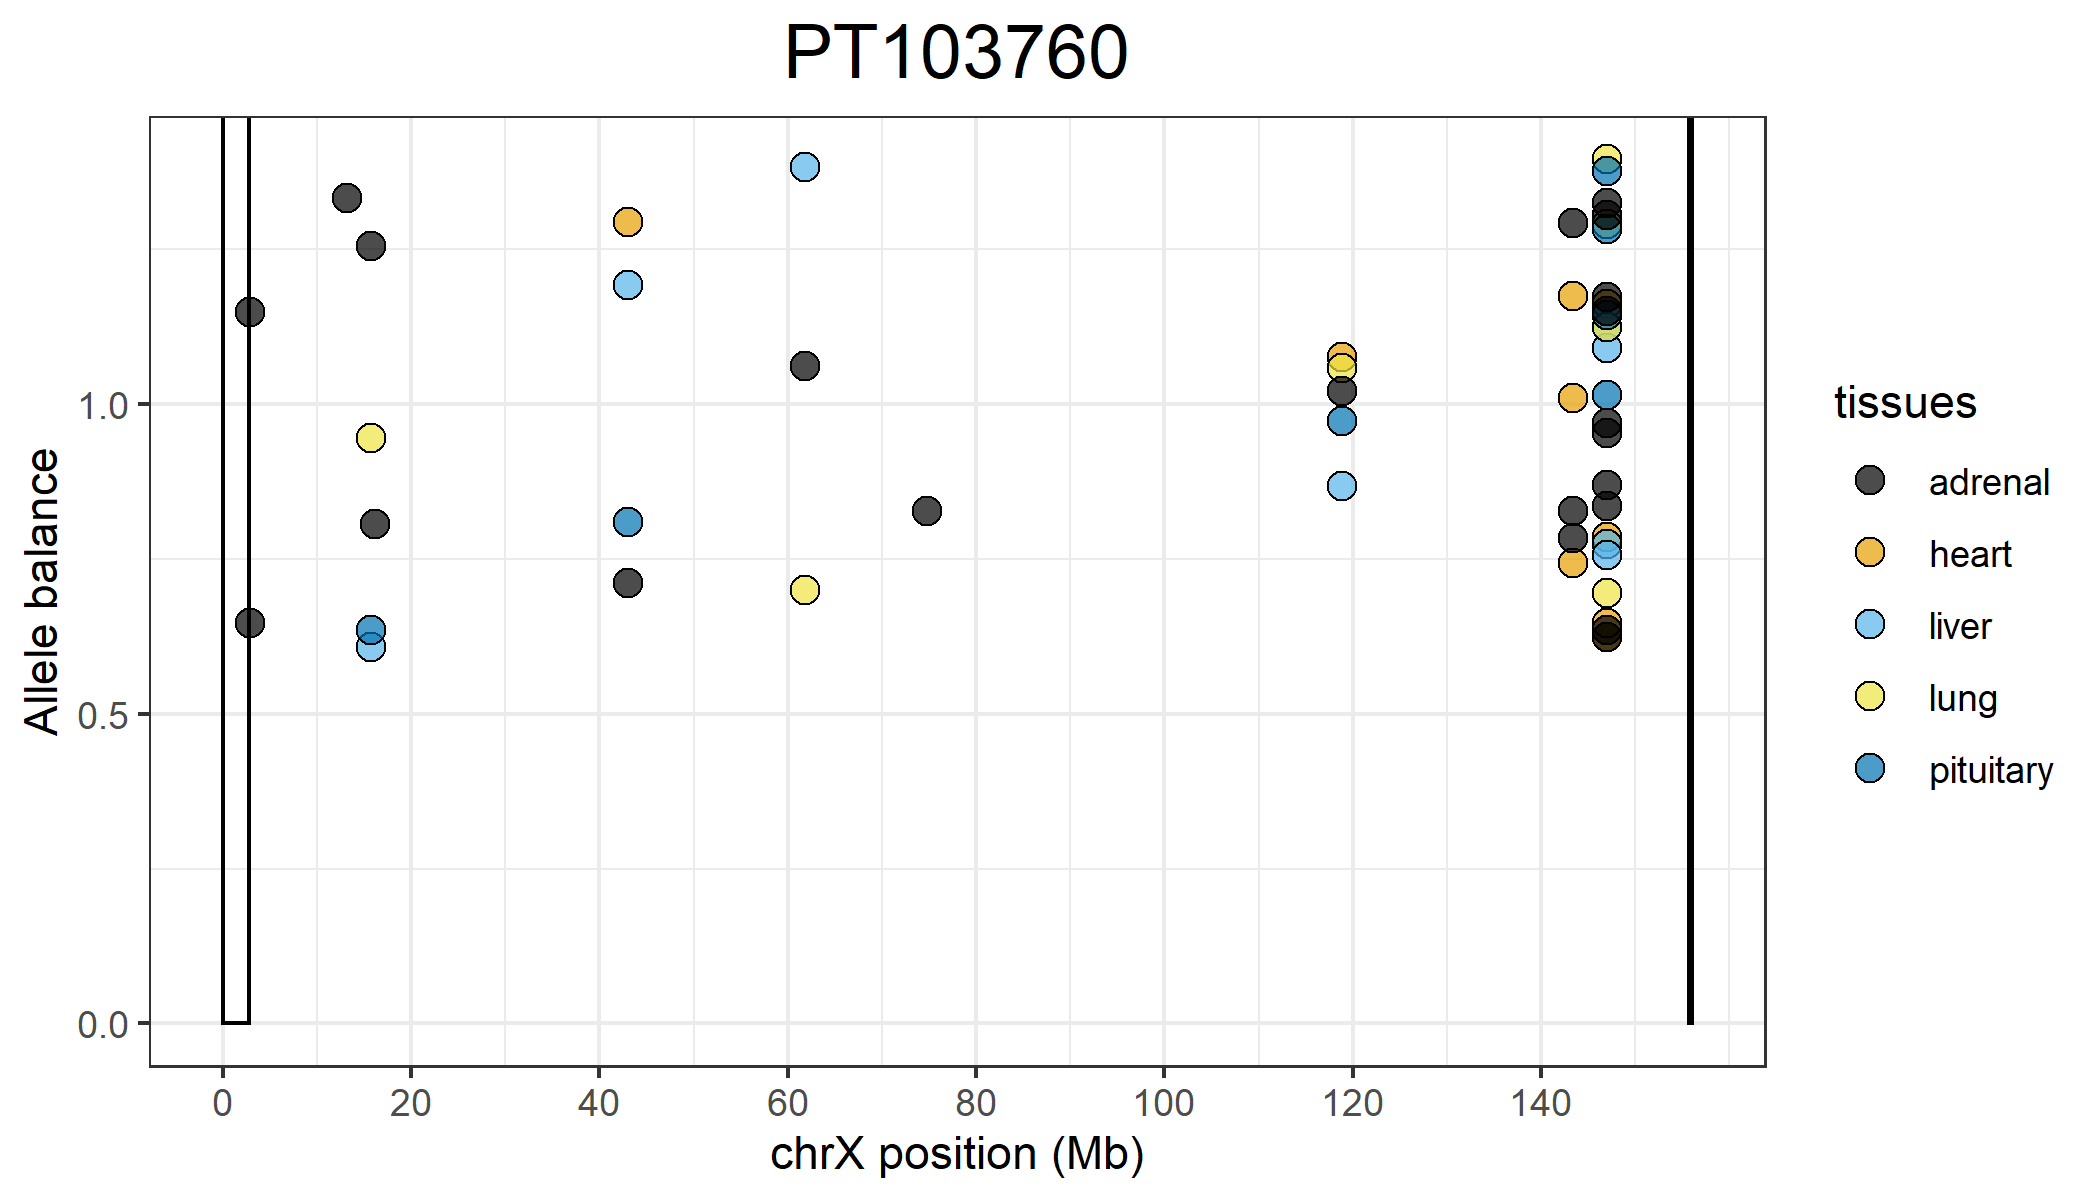 PT103760
Allele balance
1.0
0.5
0.0
0 20 40 60 80 100 120 140
chrX position (Mb)
tissues
adrenal
heart
liver
lung
pituitary